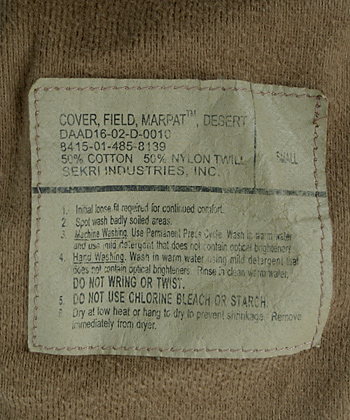 COVER, FIELD, MARPAT™, DESERT
DAAD16-02-D-0010
8415-01-485-8139
50% COTTON 50% NYLON TWILL
SMALL
SEKRI INDUSTRIES, INC.
1. Initial loose fit required for continued comfort.
2. Spot wash badly soiled areas.
3. Machine Washing. Use Permanent Press Cycle. Wash in warm water
and use mild detergent that does not contain optical brighteners.
4. Hand Washing. Wash in warm water using mild detergent that
does not contain optical brighteners. Rinse in clean warm water.
DO NOT WRING OR TWIST.
5. DO NOT USE CHLORINE BLEACH OR STARCH.
6. Dry at low heat or hang to dry to prevent shrinkage. Remove
immediately from dryer.